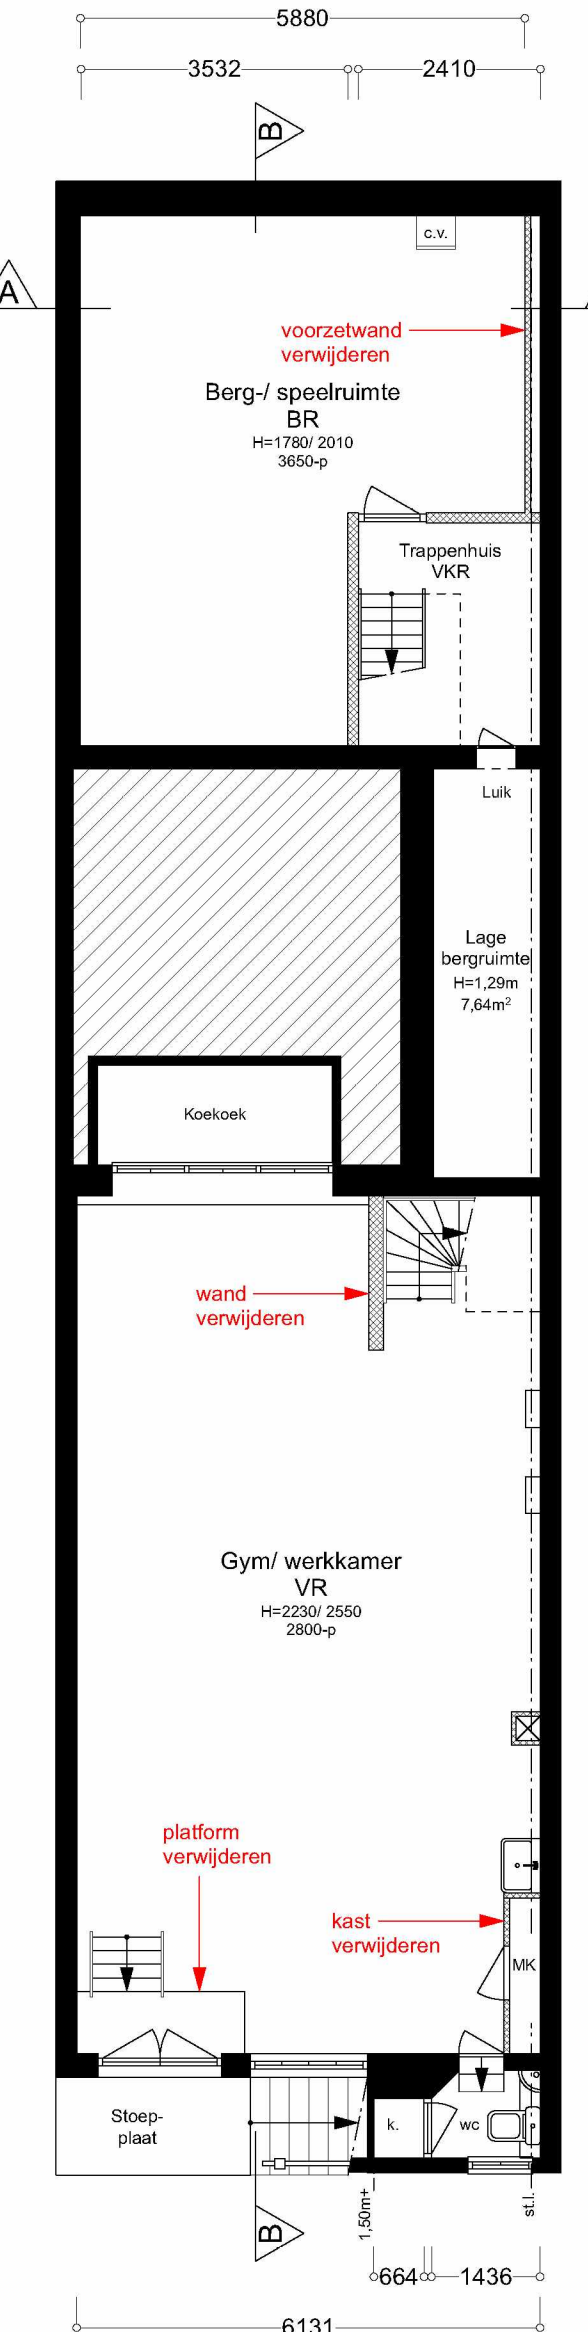 5880
3532
2410
B
c.v.
A
voorzetwand
verwijderen
Berg-/ speelruimte
BR
H=1780/ 2010
3650-p
Trappenhuis
VKR
Luik
Lage
bergruimte
H=1,29m
7,64m²
Koekoek
wand
verwijderen
Gym/ werkkamer
VR
H=2230/ 2550
2800-p
platform
verwijderen
kast
verwijderen
MK
Stoep-
plaat
k.
wc
B
1,50m+
st.l.
664
1436
6131